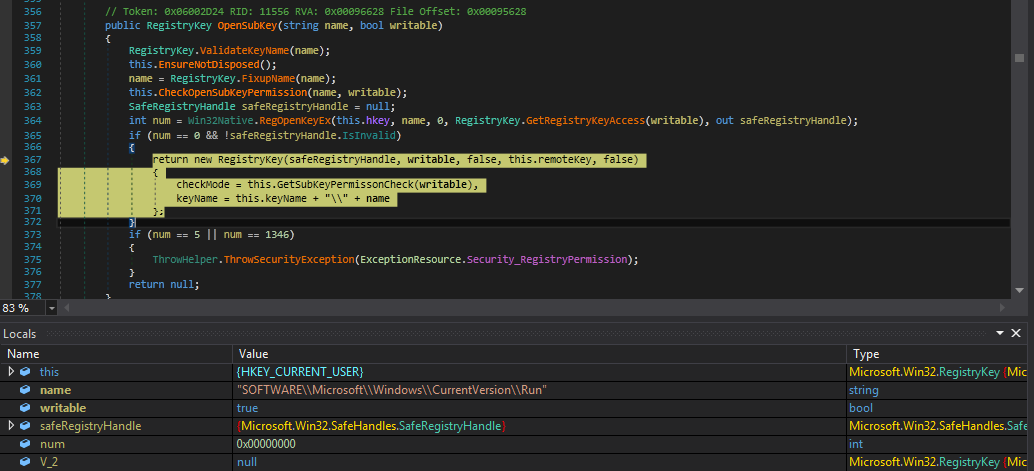 356 // Token: 0x06002D24 RID: 11556 RVA: 0x00096628 File Offset: 0x00095628
357 public RegistryKey OpenSubKey(string name, bool writable)
358 {
359 RegistryKey.ValidateKeyName(name);
360 this.EnsureNotDisposed();
361 name = RegistryKey.FixupName(name);
362 this.CheckOpenSubKeyPermission(name, writable);
363 SafeRegistryHandle safeRegistryHandle = null;
364 int num = Win32Native.RegOpenKeyEx(this.hkey, name, 0, RegistryKey.GetRegistryKeyAccess(writable), out safeRegistryHandle);
365 if (num == 0 && !safeRegistryHandle.IsInvalid)
366 {
367 return new RegistryKey(safeRegistryHandle, writable, false, this.remoteKey, false)
368 {
369 checkMode = this.GetSubKeyPermissonCheck(writable),
370 keyName = this.keyName + "\\" + name
371 };
372 }
373 if (num == 5 || num == 1346)
374 {
375 ThrowHelper.ThrowSecurityException(ExceptionResource.Security_RegistryPermission);
376 }
377 return null;
378 }
83 %
Locals
Name Value Type
this {HKEY_CURRENT_USER} Microsoft.Win32.RegistryKey {Mic
name "SOFTWARE\\Microsoft\\Windows\\CurrentVersion\\Run" string
writable true bool
safeRegistryHandle {Microsoft.Win32.SafeHandles.SafeRegistryHandle} Microsoft.Win32.SafeHandles.Safe
num 0x00000000 int
V_2 null Microsoft.Win32.RegistryKey {Mic